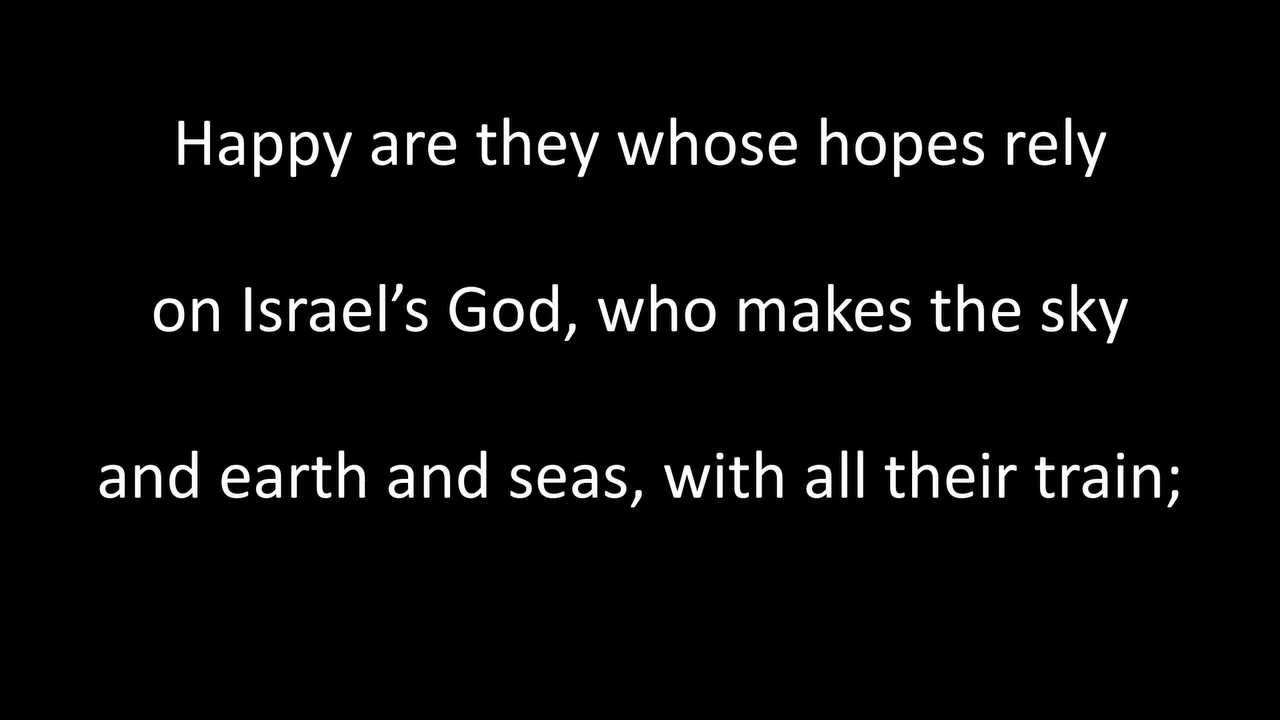 Happy are they whose hopes rely
on Israel’s God, who makes the sky
and earth and seas, with all their train;